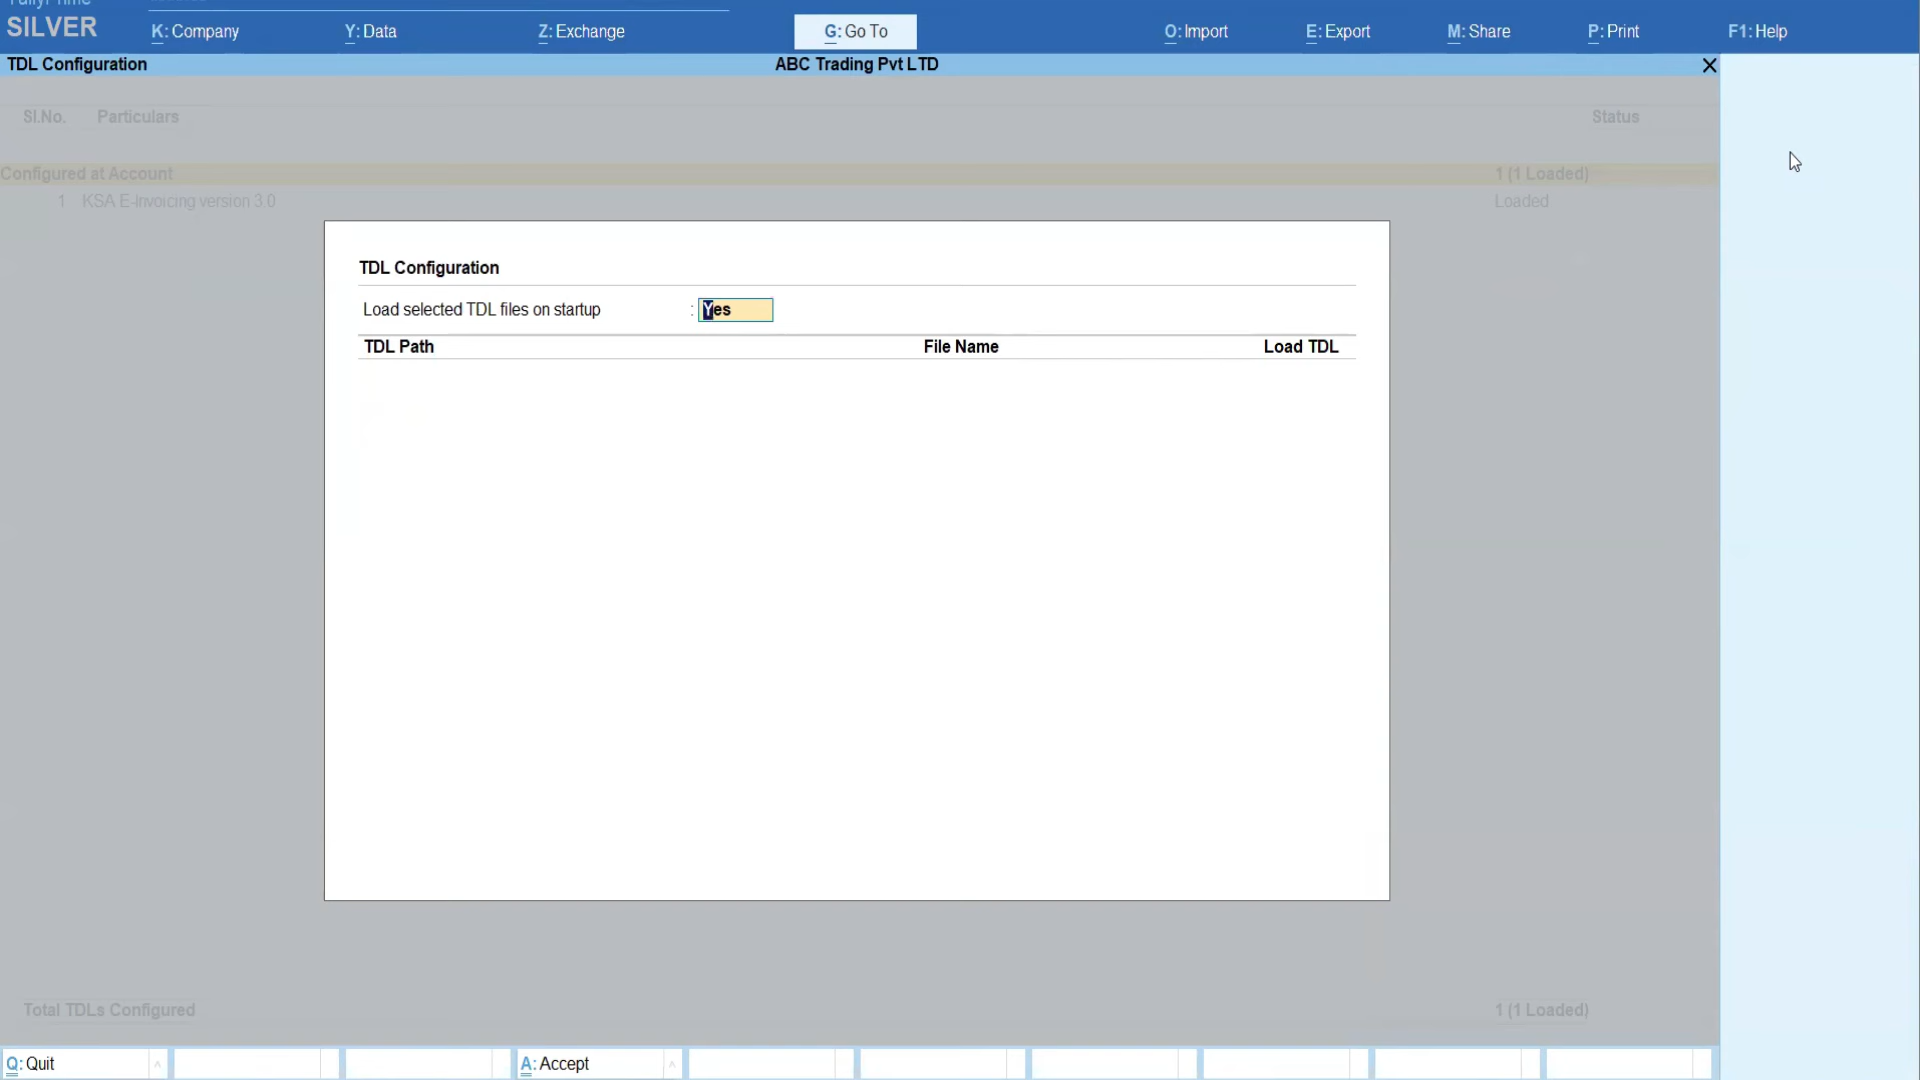 TallyPrime
SILVER
K: Company
Y: Data
Z: Exchange
G: Go To
O: Import
E: Export
M: Share
P: Print
F1: Help
TDL Configuration
ABC Trading Pvt LTD
Sl.No. Particulars Status
Configured at Account 1 (1 Loaded)
1 KSA E-Invoicing version 3.0 Loaded
TDL Configuration
Load selected TDL files on startup : Yes
TDL Path File Name Load TDL
Total TDLs Configured 1 (1 Loaded)
Q: Quit
A: Accept